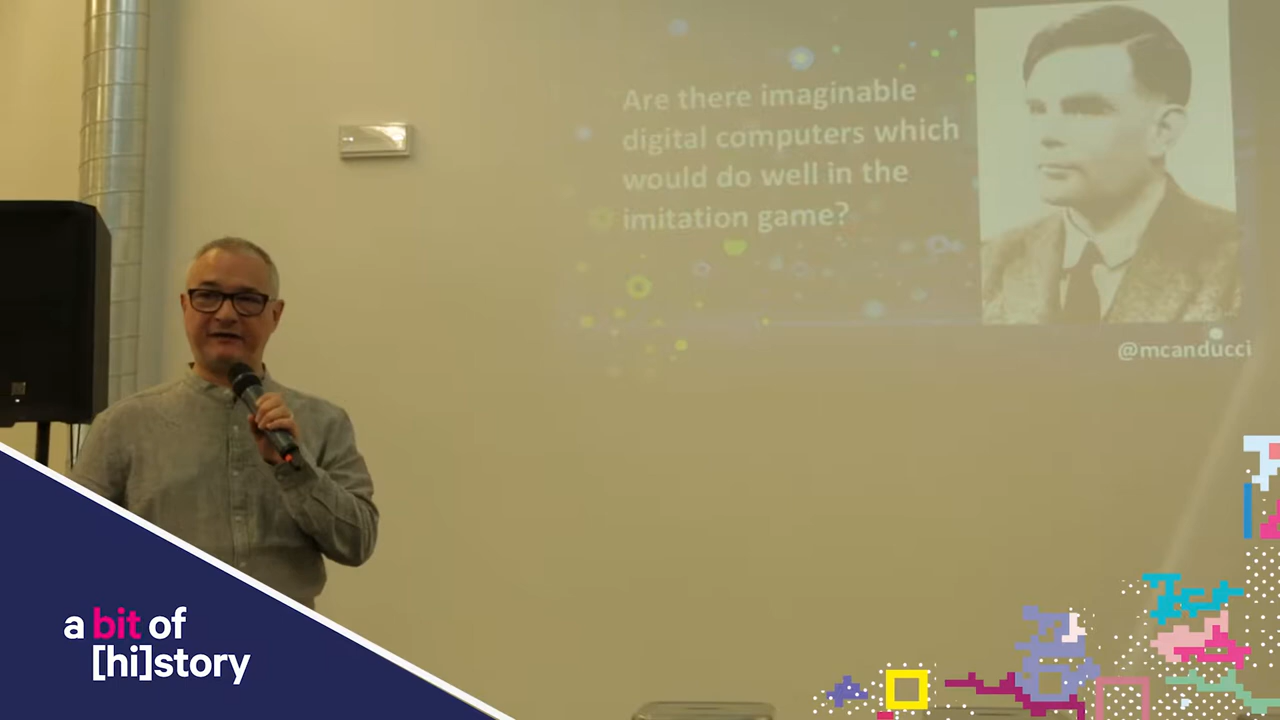 Are there imaginable
digital computers which
would do well in the
imitation game?
@mcanducci
a bit of
[hi]story